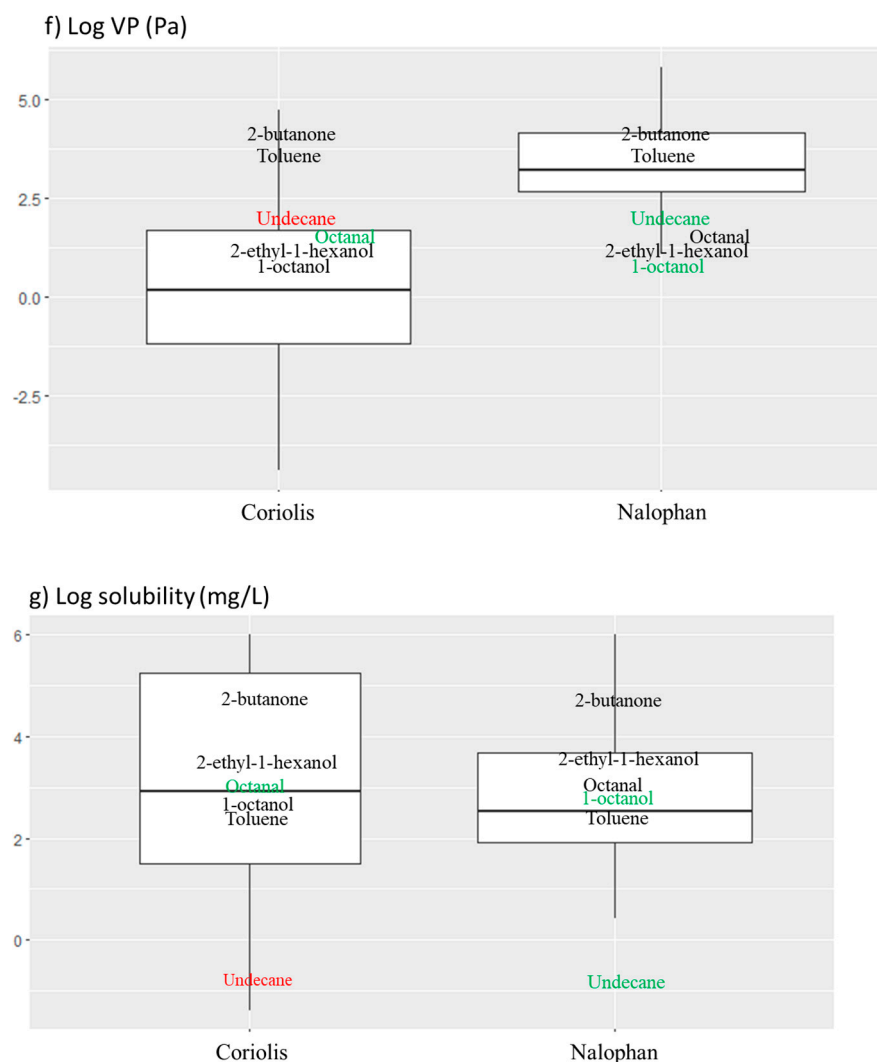 f) Log VP (Pa)
5.0
2.5
0.0
-2.5
2-butanone
Toluene
Undecane
Octanal
2-ethyl-1-hexanol
1-octanol
2-butanone
Toluene
Undecane
Octanal
2-ethyl-1-hexanol
1-octanol
Coriolis
Nalophan
g) Log solubility (mg/L)
6
4
2
0
2-butanone
2-ethyl-1-hexanol
Octanal
1-octanol
Toluene
Undecane
2-butanone
2-ethyl-1-hexanol
Octanal
1-octanol
Toluene
Undecane
Coriolis
Nalophan